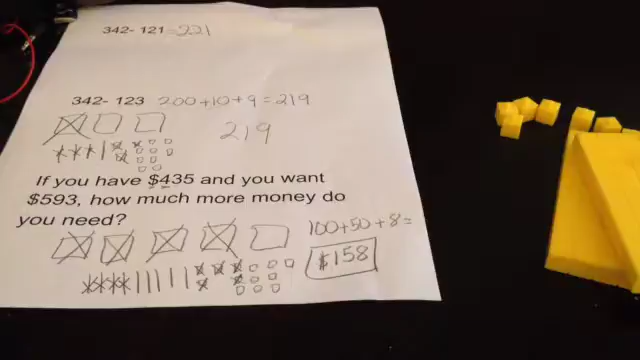 342- 121 = 221
342- 123 200+10+9 = 219
219
If you have $435 and you want
$593, how much more money do
you need?
100+50+8=
$158